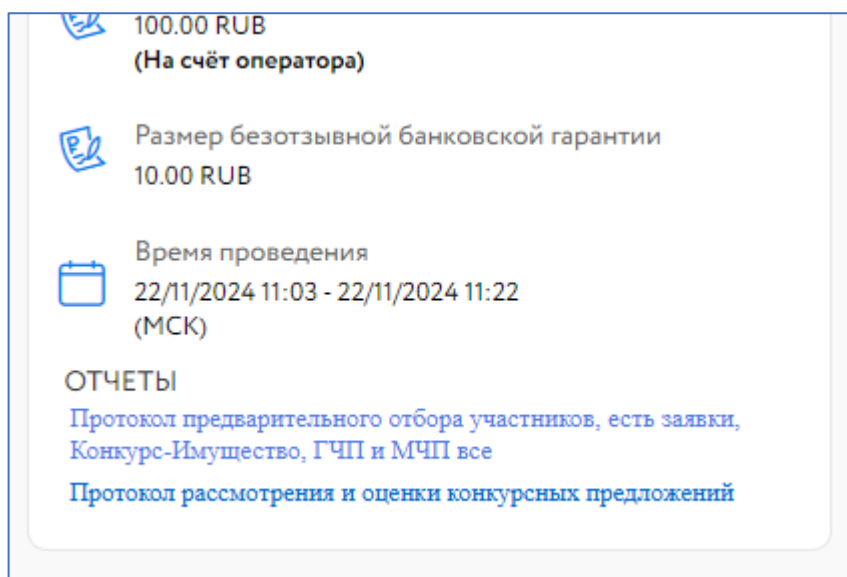 100.00 RUB
(На счёт оператора)
Размер безотзывной банковской гарантии
10.00 RUB
Время проведения
22/11/2024 11:03 - 22/11/2024 11:22
(МСК)
ОТЧЕТЫ
Протокол предварительного отбора участников, есть заявки,
Конкурс-Имущество, ГЧП и МЧП все
Протокол рассмотрения и оценки конкурсных предложений